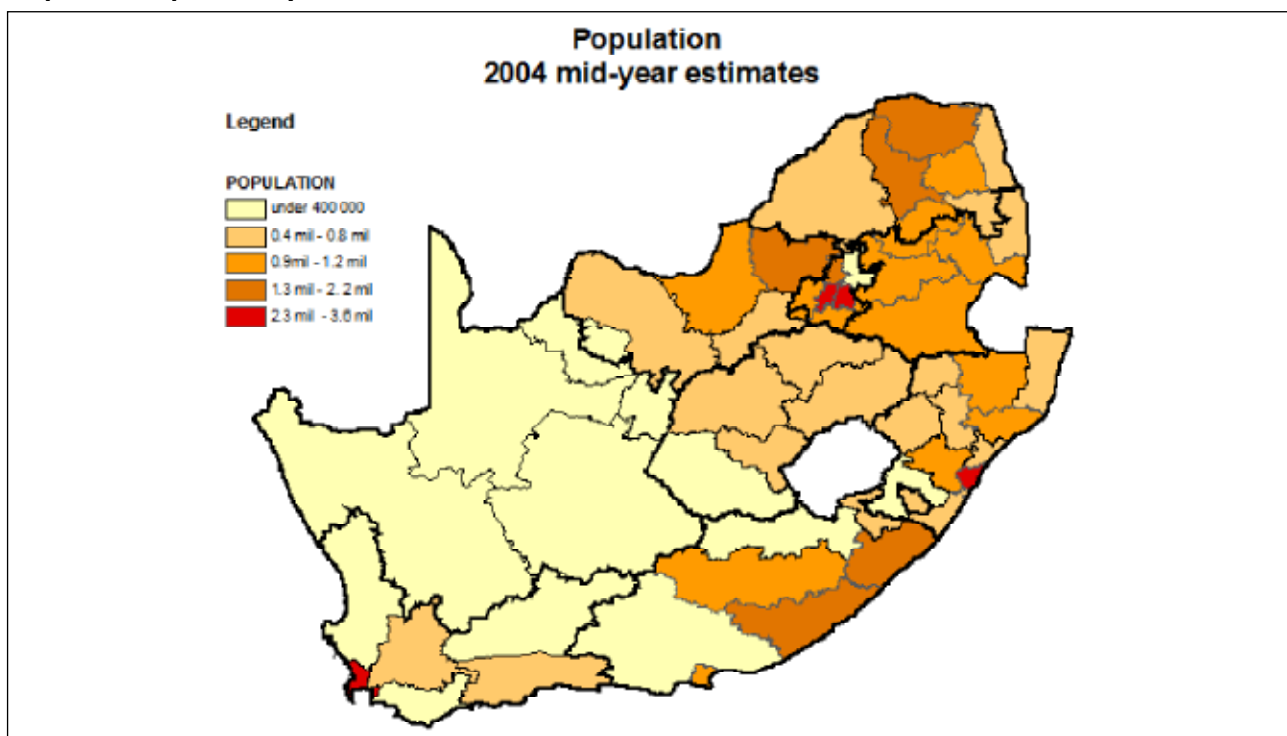 Population
2004 mid-year estimates
Legend
POPULATION
under 400 000
0.4 mil - 0.8 mil
0.9mil - 1.2 mil
1.3 mil - 2. 2 mil
2.3 mil - 3.6 mil